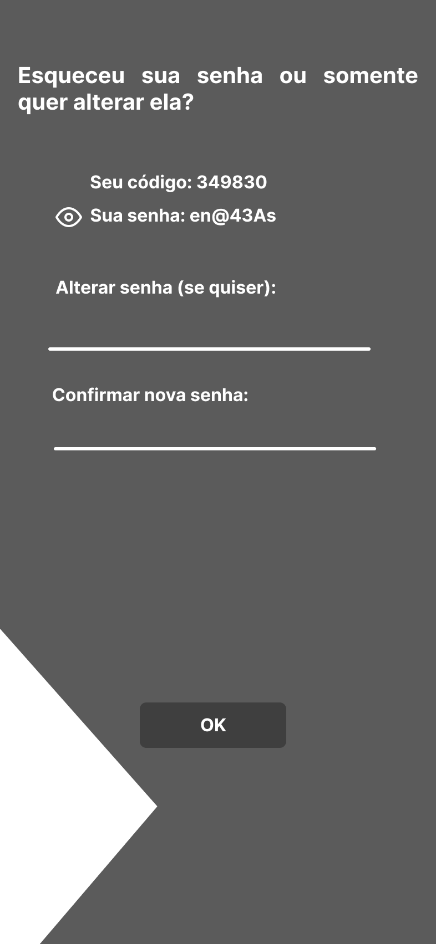 Esqueceu sua senha ou somente
quer alterar ela?
Seu código: 349830
Sua senha: en@43As
Alterar senha (se quiser):
Confirmar nova senha:
OK